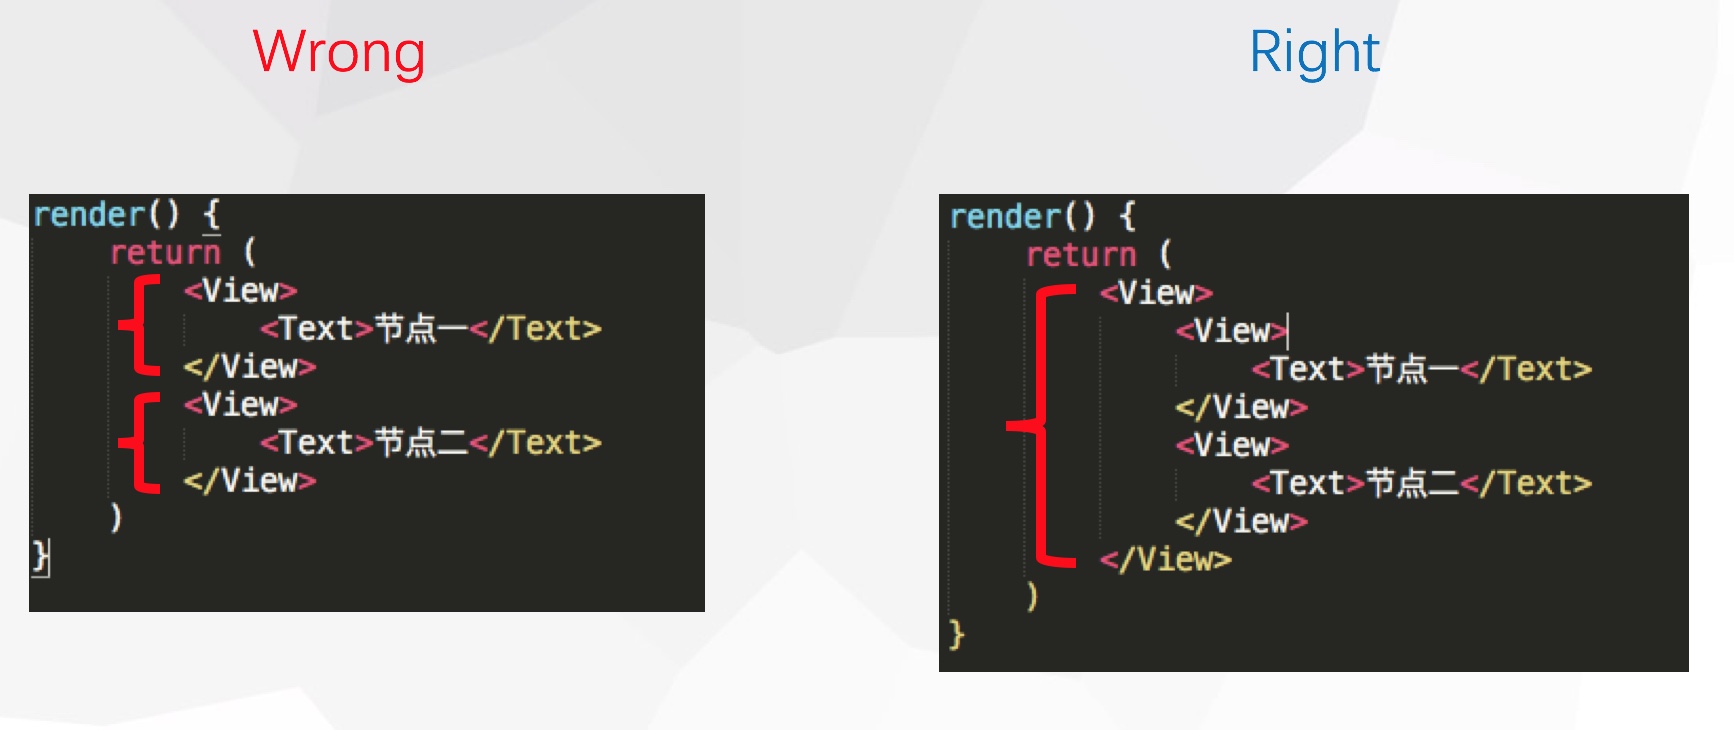 Wrong
Right
render() {
    return (
        <View>
            <Text>节点一</Text>
        </View>
        <View>
            <Text>节点二</Text>
        </View>
    )
}
render() {
    return (
        <View>
            <View>
                <Text>节点一</Text>
            </View>
            <View>
                <Text>节点二</Text>
            </View>
        </View>
    )
}